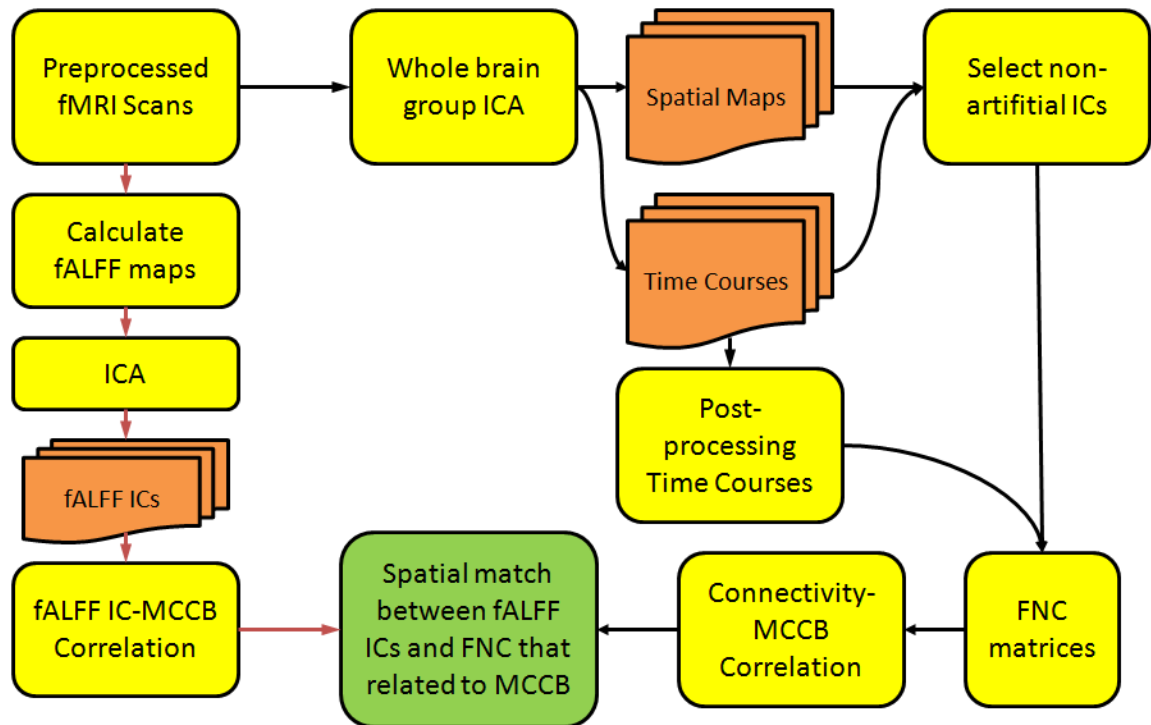 Preprocessed
fMRI Scans
Whole brain
group ICA
Spatial Maps
Select non-
artifitial ICs
Calculate
fALFF maps
Time Courses
ICA
Post-
processing
Time Courses
fALFF ICs
fALFF IC-MCCB
Correlation
Spatial match
between fALFF
ICs and FNC that
related to MCCB
Connectivity-
MCCB
Correlation
FNC
matrices